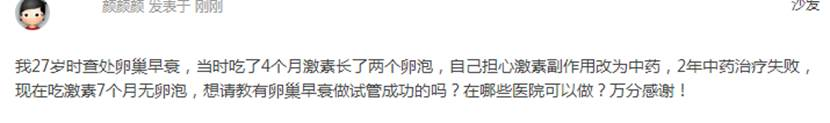 颜颜颜 发表于 刚刚 沙发
我27岁时查处卵巢早衰，当时吃了4个月激素长了两个卵泡，自己担心激素副作用改为中药，2年中药治疗失败，
现在吃激素7个月无卵泡，想请教有卵巢早衰做试管成功的吗？在哪些医院可以做？万分感谢！